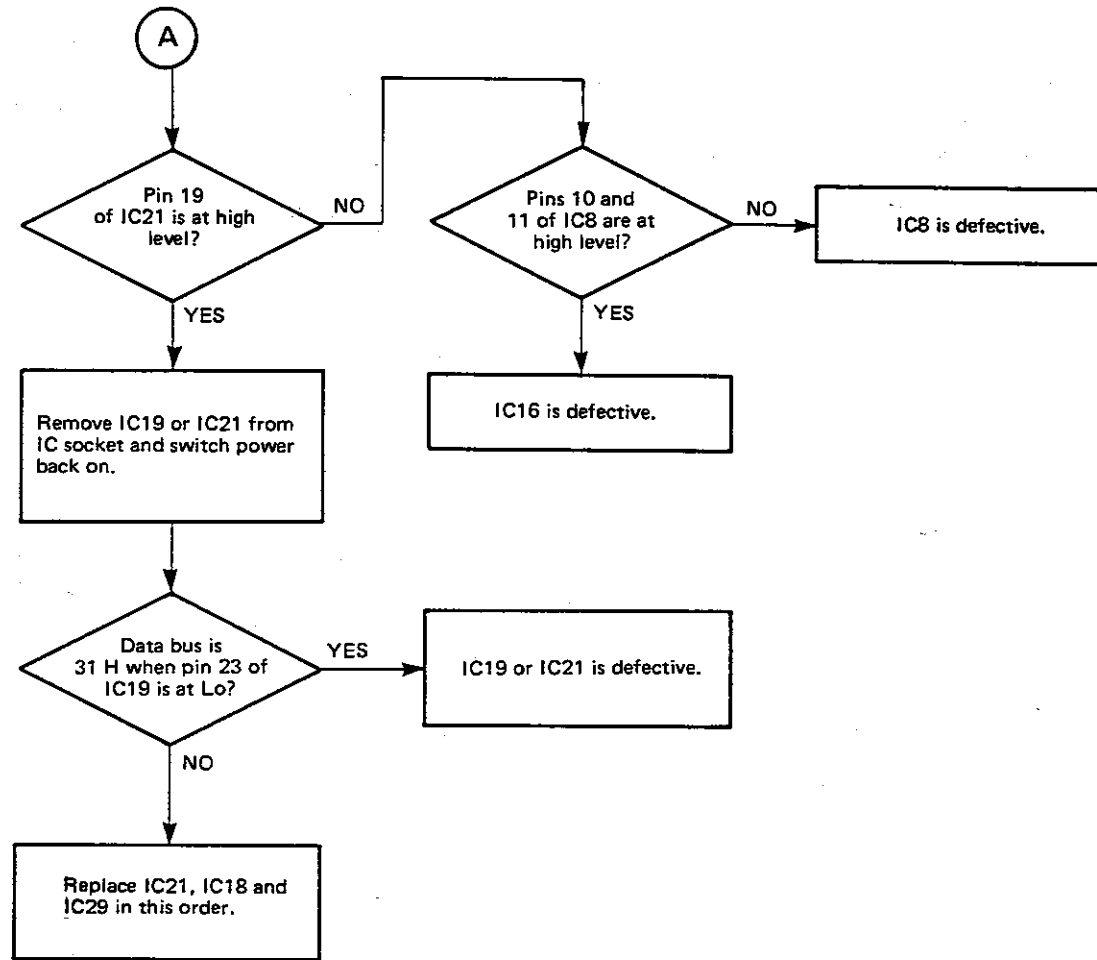 A
Pin 19
of IC21 is at high
level?
NO
YES
Pins 10 and
11 of IC8 are at
high level?
NO
YES
IC8 is defective.
IC16 is defective.
Remove IC19 or IC21 from
IC socket and switch power
back on.
Data bus is
31 H when pin 23 of
IC19 is at Lo?
YES
NO
IC19 or IC21 is defective.
Replace IC21, IC18 and
IC29 in this order.